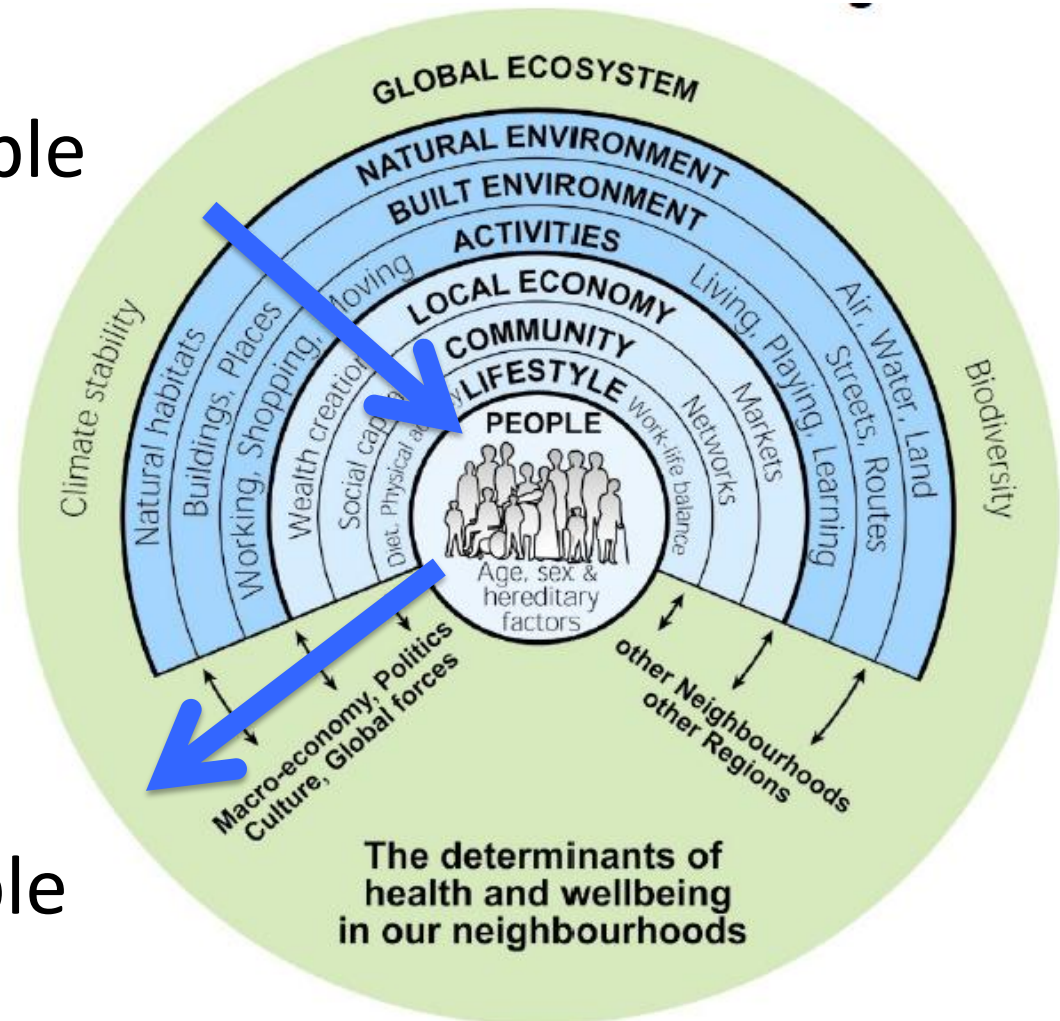 GLOBAL ECOSYSTEM
NATURAL ENVIRONMENT
BUILT ENVIRONMENT
ACTIVITIES
LOCAL ECONOMY
COMMUNITY
LIFESTYLE
PEOPLE
Age, sex &
hereditary
factors
Climate stability
Natural habitats
Buildings, Places
Working, Shopping,
Wealth creation
Social
Diet, Physical
Work-life balance
Networks
Markets
Living, Playing, Learning
Streets, Routes
Air, Water, Land
Biodiversity
Macro-economy, Politics
Culture, Global forces
other Neighbourhoods
other Regions
The determinants of
health and wellbeing
in our neighbourhoods